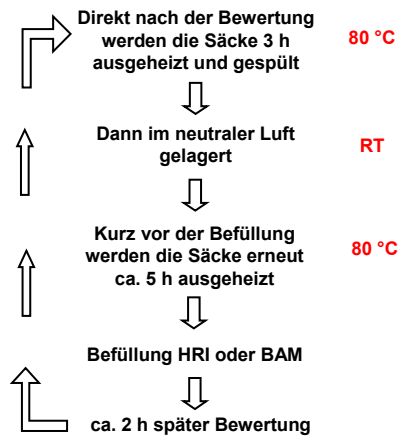 Direkt nach der Bewertung
werden die Säcke 3 h
ausgeheizt und gespült
80 °C
Dann im neutraler Luft
gelagert
RT
Kurz vor der Befüllung
werden die Säcke erneut
ca. 5 h ausgeheizt
80 °C
Befüllung HRI oder BAM
ca. 2 h später Bewertung